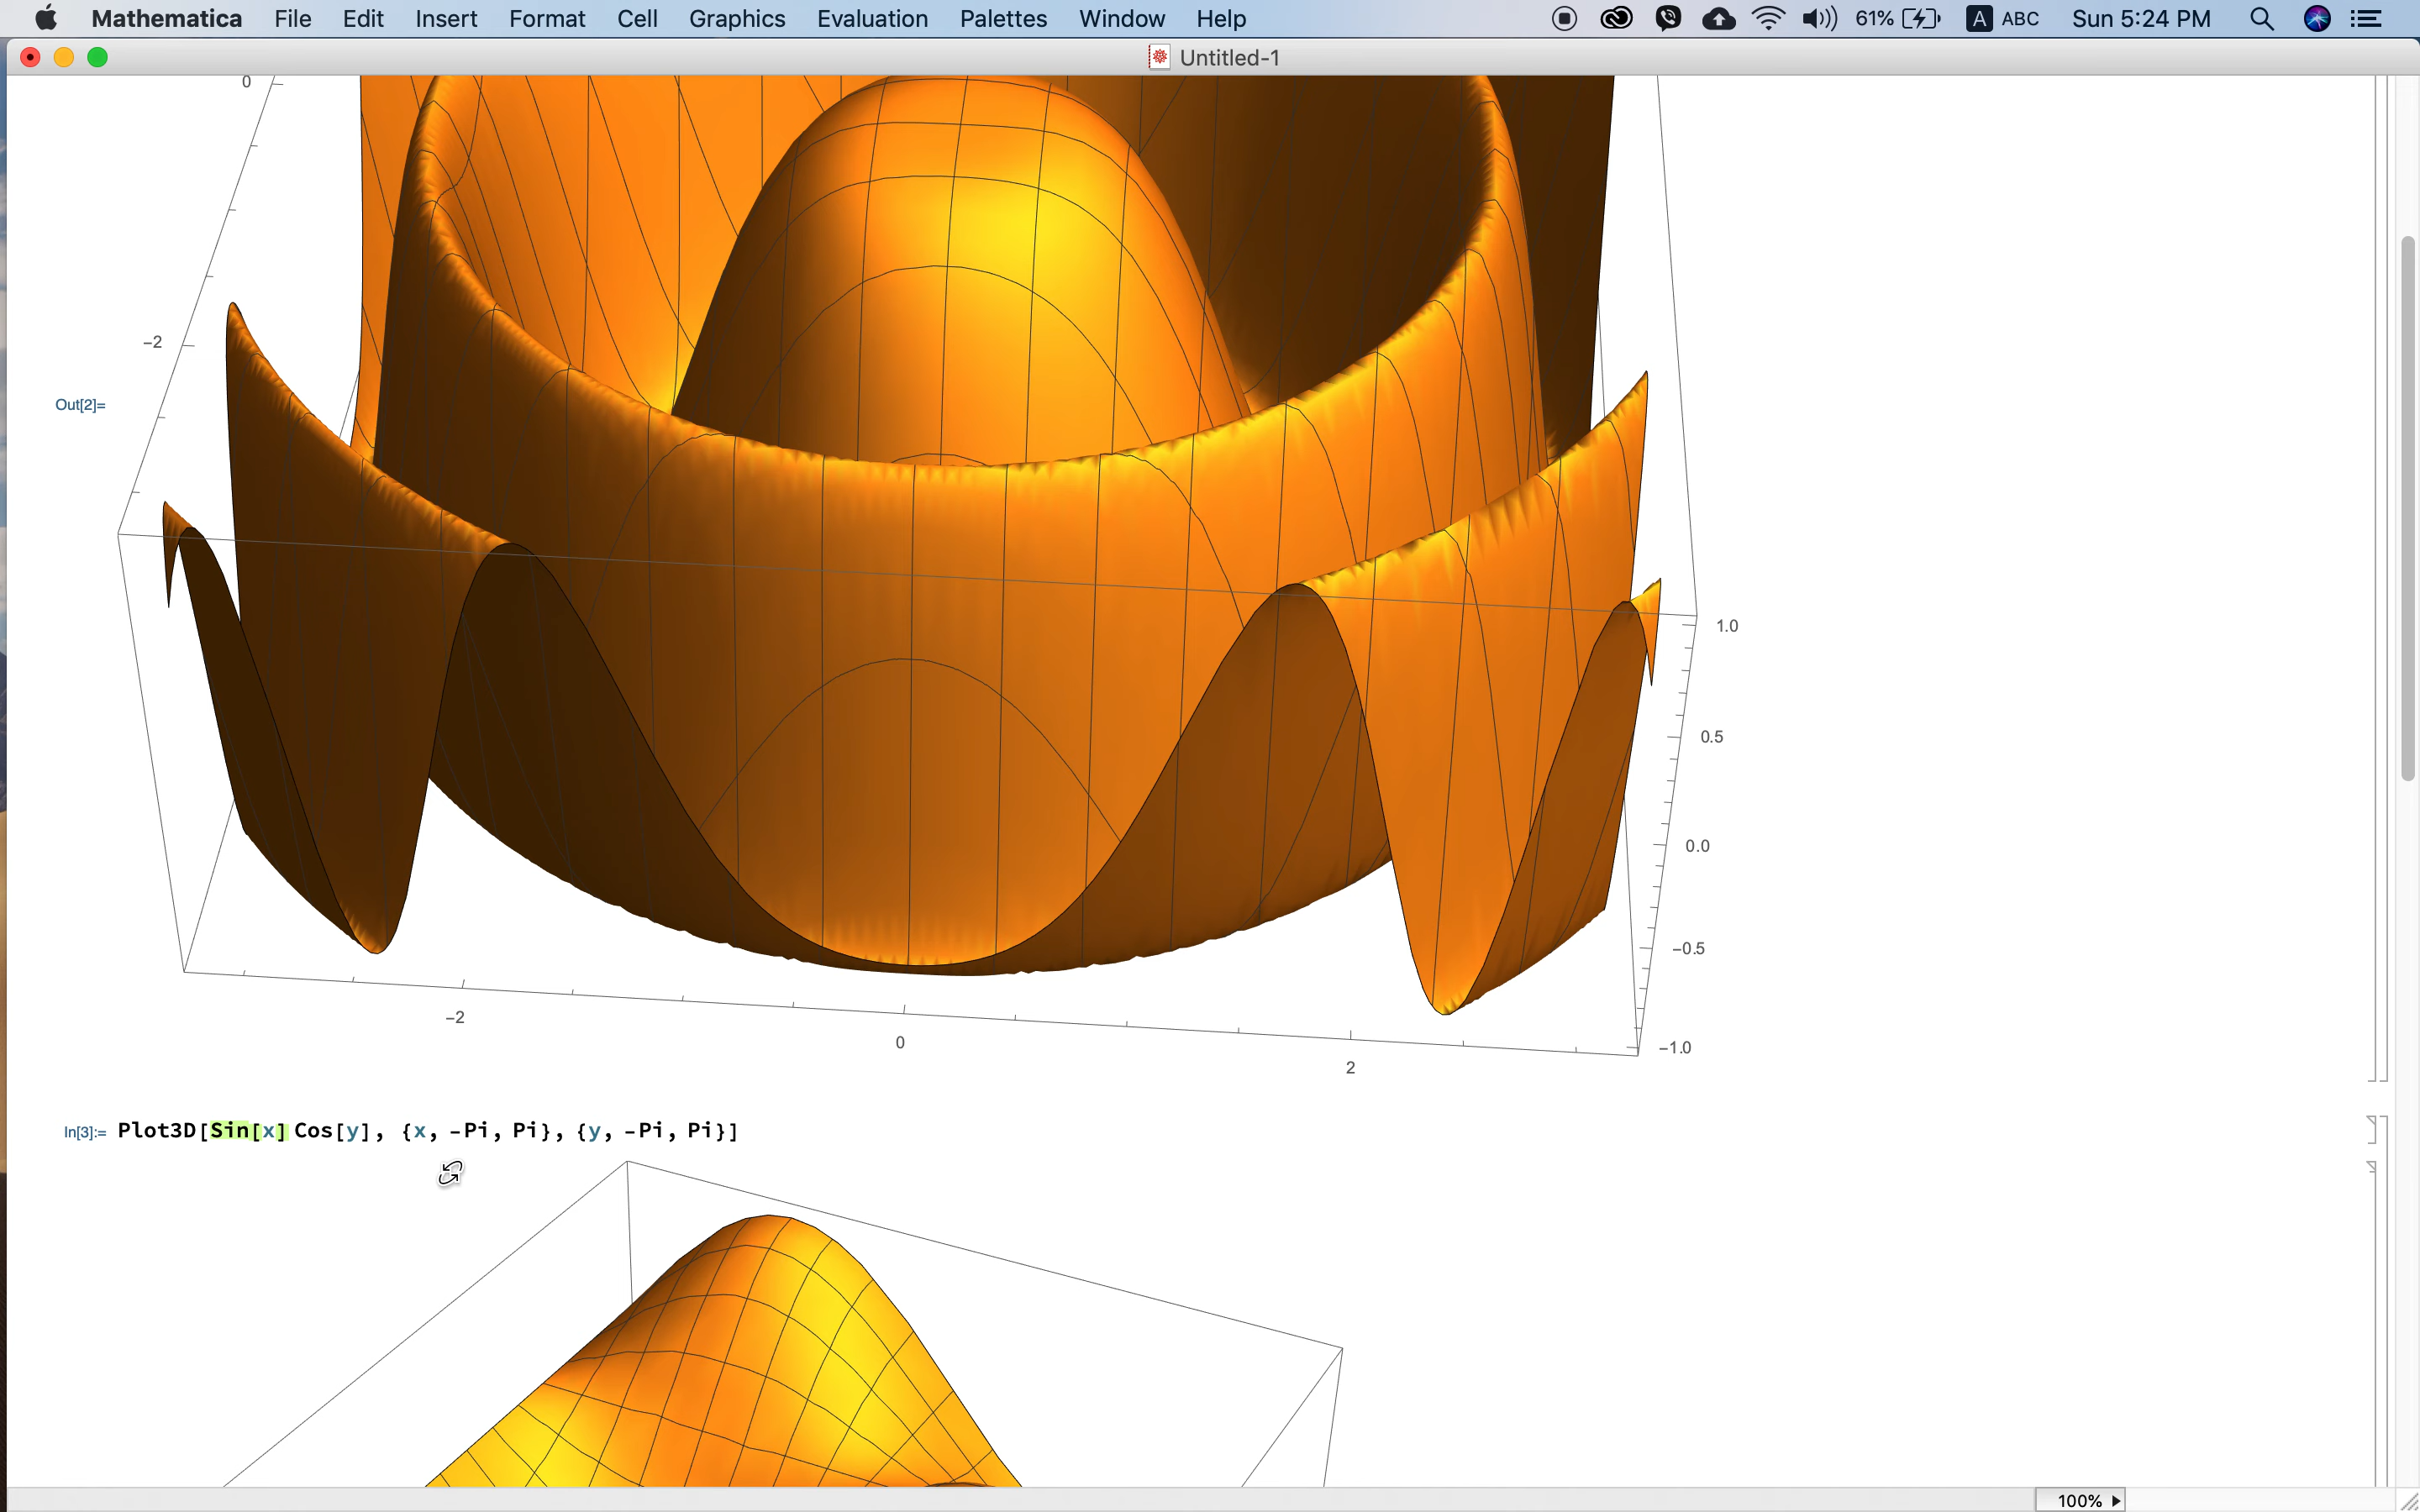 Mathematica File Edit Insert Format Cell Graphics Evaluation Palettes Window Help 61% A ABC Sun 5:24 PM
Untitled-1
0
−2
Out[2]=
1.0
0.5
0.0
−0.5
−1.0
−2
0
2
In[3]:= Plot3D[Sin[x] Cos[y], {x, −Pi, Pi}, {y, −Pi, Pi}]
100%